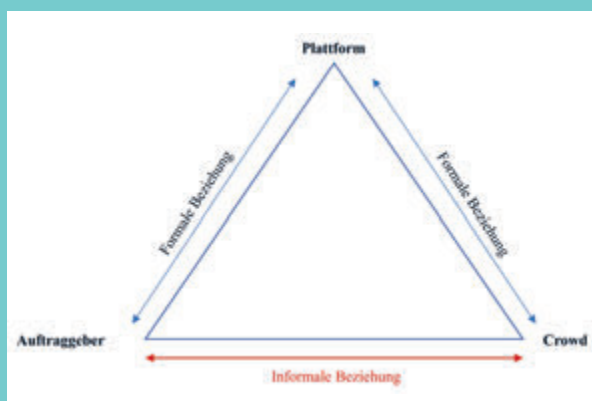 Plattform
Formale Beziehung
Formale Beziehung
Auftraggeber
Crowd
Informale Beziehung